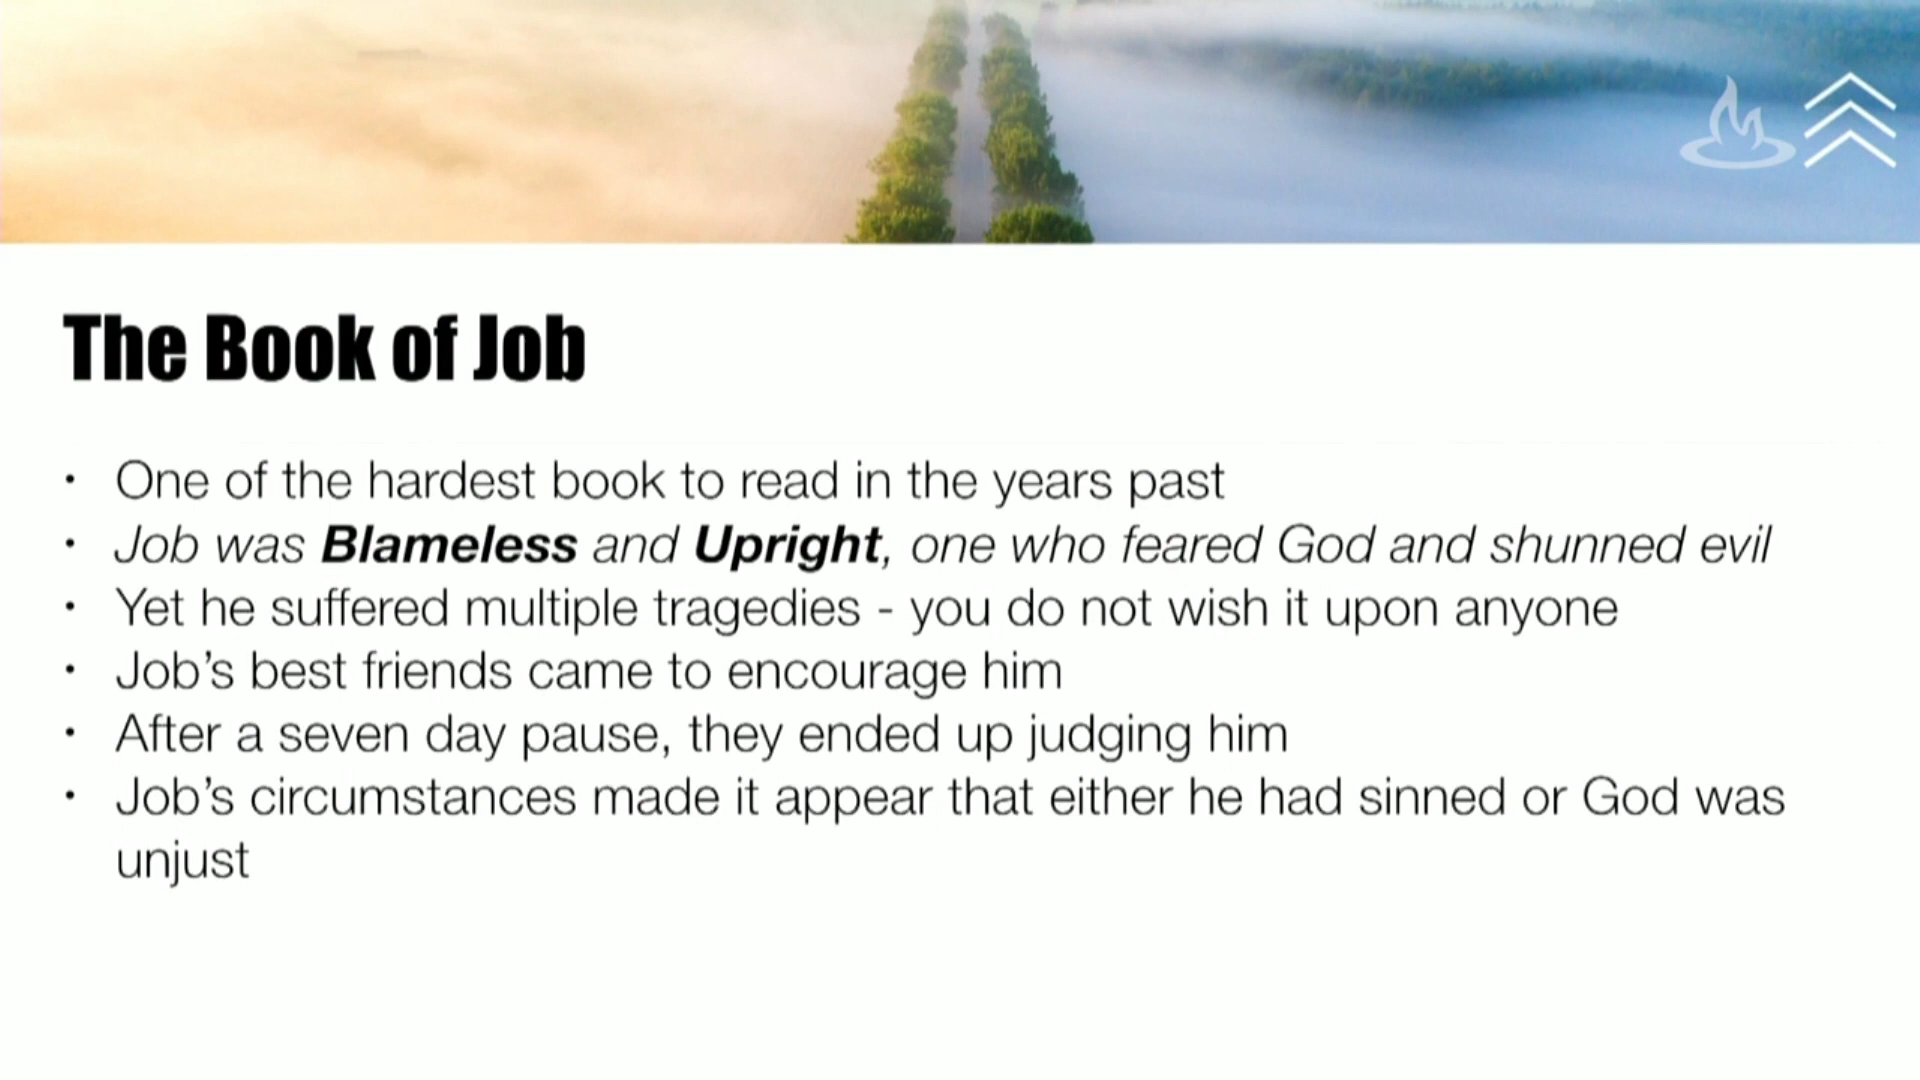 The Book of Job
• One of the hardest book to read in the years past
• Job was Blameless and Upright, one who feared God and shunned evil
• Yet he suffered multiple tragedies - you do not wish it upon anyone
• Job’s best friends came to encourage him
• After a seven day pause, they ended up judging him
• Job’s circumstances made it appear that either he had sinned or God was
unjust